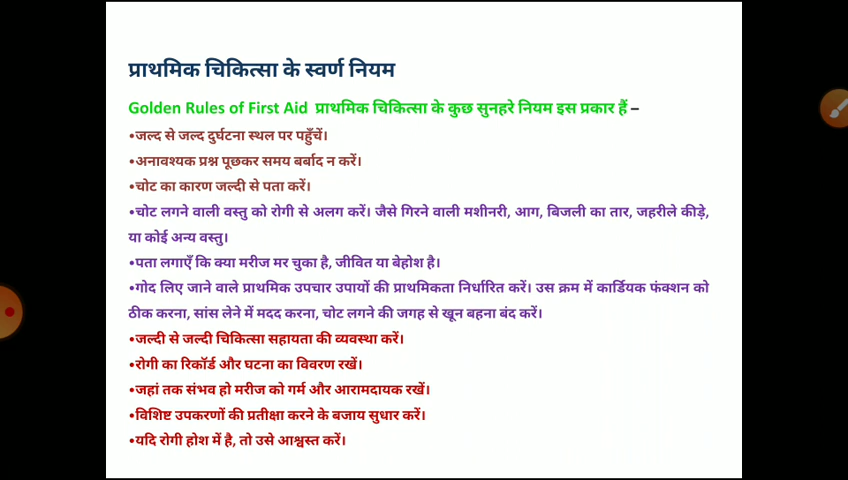 प्राथमिक चिकित्सा के स्वर्ण नियम
Golden Rules of First Aid प्राथमिक चिकित्सा के कुछ सुनहरे नियम इस प्रकार हैं –
•जल्द से जल्द दुर्घटना स्थल पर पहुँचें।
•अनावश्यक प्रश्न पूछकर समय बर्बाद न करें।
•चोट का कारण जल्दी से पता करें।
•चोट लगने वाली वस्तु को रोगी से अलग करें। जैसे गिरने वाली मशीनरी, आग, बिजली का तार, जहरीले कीड़े,
या कोई अन्य वस्तु।
•पता लगाएँ कि क्या मरीज मर चुका है, जीवित या बेहोश है।
•गोद लिए जाने वाले प्राथमिक उपचार उपायों की प्राथमिकता निर्धारित करें। उस क्रम में कार्डियक फंक्शन को
ठीक करना, सांस लेने में मदद करना, चोट लगने की जगह से खून बहना बंद करें।
•जल्दी से जल्दी चिकित्सा सहायता की व्यवस्था करें।
•रोगी का रिकॉर्ड और घटना का विवरण रखें।
•जहां तक संभव हो मरीज को गर्म और आरामदायक रखें।
•विशिष्ट उपकरणों की प्रतीक्षा करने के बजाय सुधार करें।
•यदि रोगी होश में है, तो उसे आश्वस्त करें।